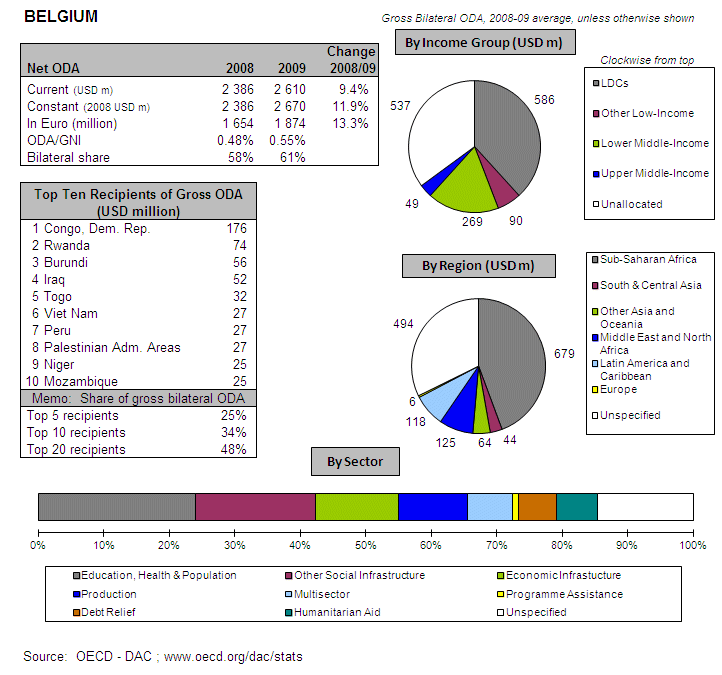 BELGIUM
Gross Bilateral ODA, 2008-09 average, unless otherwise shown
Net ODA 2008 2009 Change 2008/09
Current (USD m) 2 386 2 610 9.4%
Constant (2008 USD m) 2 386 2 670 11.9%
In Euro (million) 1 654 1 874 13.3%
ODA/GNI 0.48% 0.55%
Bilateral share 58% 61%
By Income Group (USD m)
Clockwise from top
586
90
269
49
537
LDCs
Other Low-Income
Lower Middle-Income
Upper Middle-Income
Unallocated
Top Ten Recipients of Gross ODA
(USD million)
1 Congo, Dem. Rep. 176
2 Rwanda 74
3 Burundi 56
4 Iraq 52
5 Togo 32
6 Viet Nam 27
7 Peru 27
8 Palestinian Adm. Areas 27
9 Niger 25
10 Mozambique 25
Memo: Share of gross bilateral ODA
Top 5 recipients 25%
Top 10 recipients 34%
Top 20 recipients 48%
By Region (USD m)
679
44
64
125
118
6
494
Sub-Saharan Africa
South & Central Asia
Other Asia and
Oceania
Middle East and North
Africa
Latin America and
Caribbean
Europe
Unspecified
By Sector
0% 10% 20% 30% 40% 50% 60% 70% 80% 90% 100%
Education, Health & Population Other Social Infrastructure Economic Infrastucture
Production Multisector Programme Assistance
Debt Relief Humanitarian Aid Unspecified
Source: OECD - DAC ; www.oecd.org/dac/stats